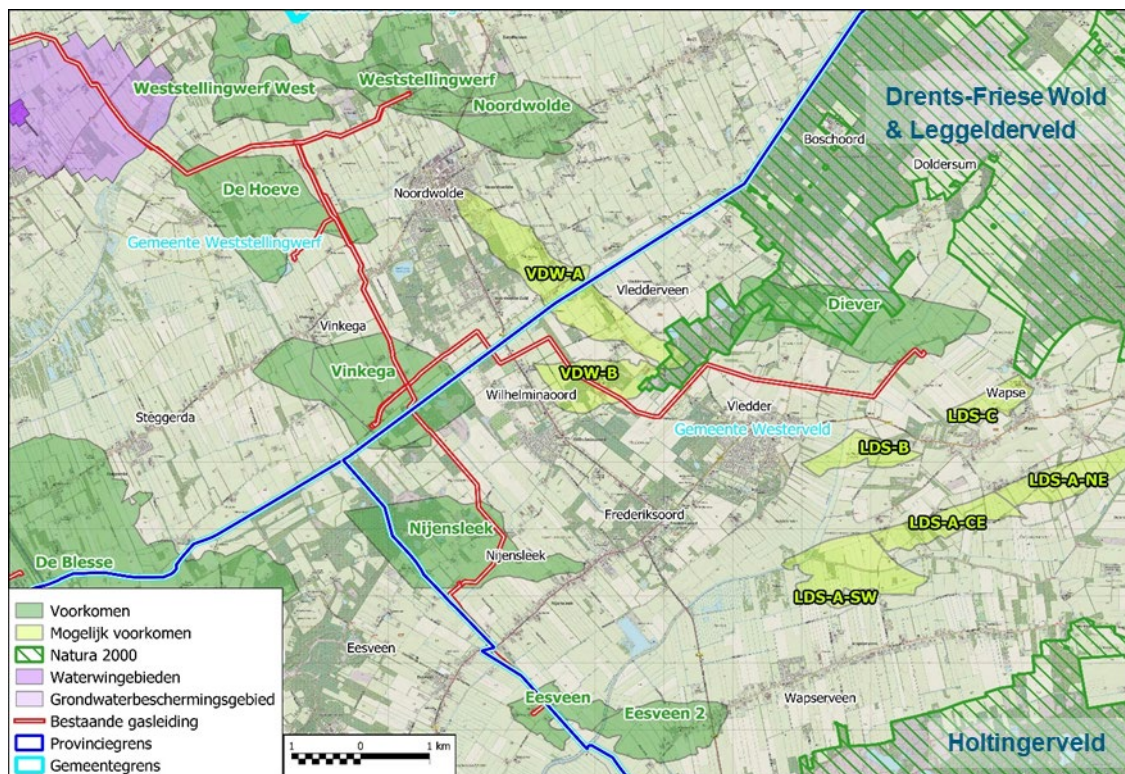 Weststellingwerf West
Weststellingwerf
Noordwolde
Drents-Friese Wold
& Leggelderveld
Boschoord
Doldersum
De Hoeve
Noordwolde
Gemeente Weststellingwerf
VDW-A
Vledderveen
Diever
Vinkega
Vinkega
VDW-B
Wilhelminaoord
Wapse
Steggerda
Vledder
LDS-C
Gemeente Westerveld
LDS-B
LDS-A-NE
Frederiksoord
LDS-A-CE
Nijensleek
Nijensleek
De Blesse
LDS-A-SW
Eesveen
Eesveen
Eesveen 2
Wapserveen
Holtingerveld
Voorkomen
Mogelijk voorkomen
Natura 2000
Waterwingebieden
Grondwaterbeschermingsgebied
Bestaande gasleiding
Provinciegrens
Gemeentegrens
1 0 1 km